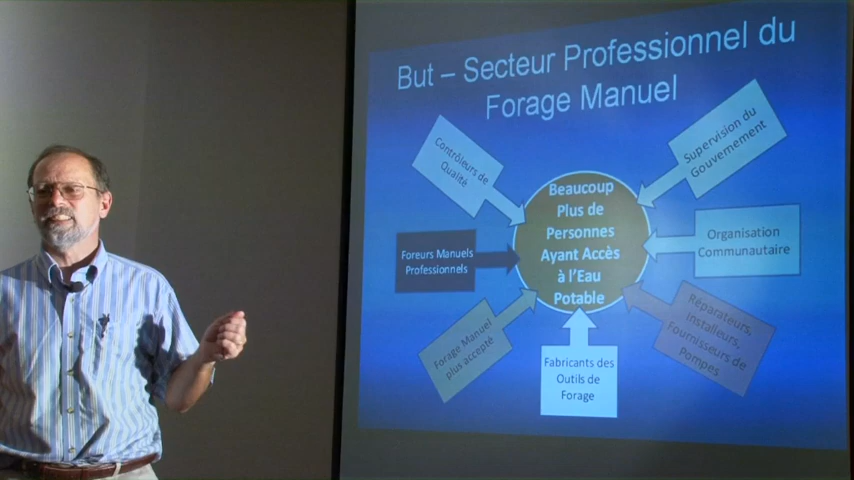 But – Secteur Professionnel du
Forage Manuel
Contrôleurs de
Qualité
Supervision du
Gouvernement
Beaucoup
Plus de
Personnes
Ayant Accès
à l'Eau
Potable
Foreurs Manuels
Professionnels
Organisation
Communautaire
Forage Manuel
plus accepté
Fabricants des
Outils de
Forage
Réparateurs,
Installeurs,
Fournisseurs de
Pompes